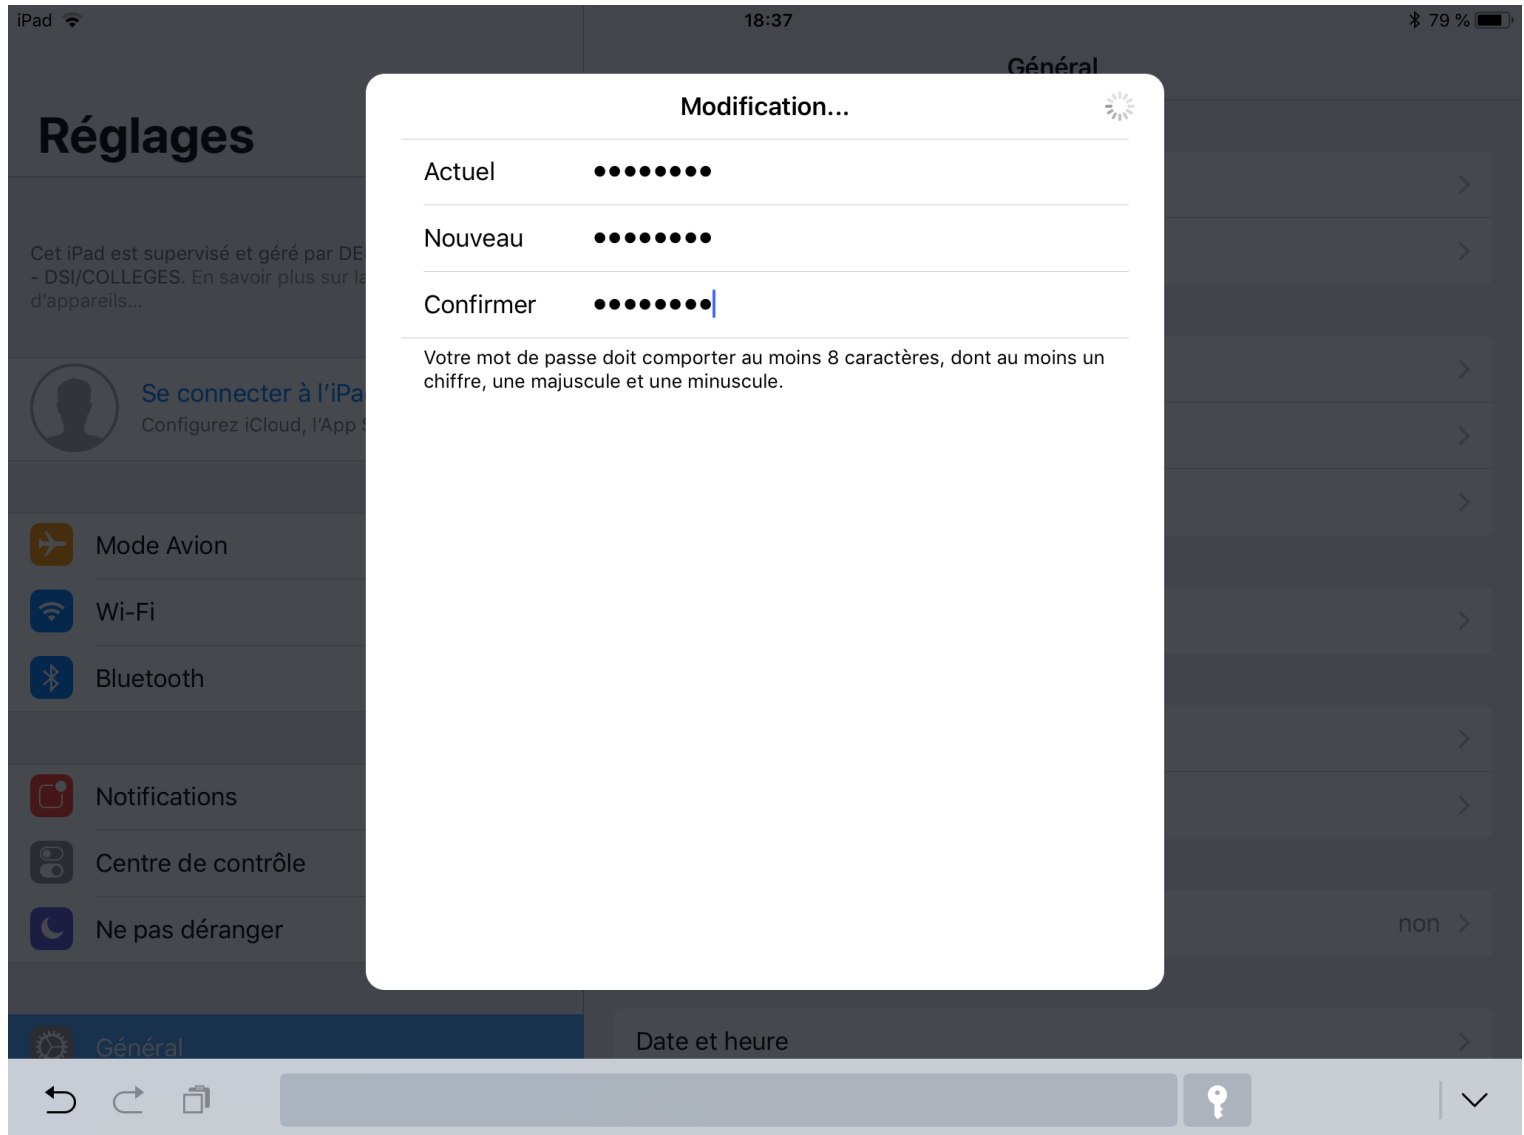 iPad
18:37
79 %
Général
Réglages
Cet iPad est supervisé et géré par
- DSI/COLLEGES. En savoir plus sur
d'appareils...
Se connecter à l'iPa
Configurez iCloud, l'App
Mode Avion
Wi-Fi
Bluetooth
Notifications
Centre de contrôle
Ne pas déranger
Général
Modification...
Actuel ••••••••
Nouveau ••••••••
Confirmer ••••••••
Votre mot de passe doit comporter au moins 8 caractères, dont au moins un
chiffre, une majuscule et une minuscule.
non
Date et heure